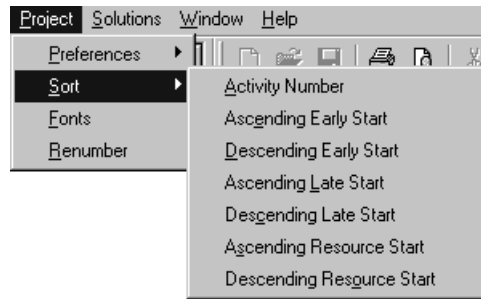 Project Solutions Window Help
Preferences
Sort
Fonts
Renumber
Activity Number
Ascending Early Start
Descending Early Start
Ascending Late Start
Descending Late Start
Ascending Resource Start
Descending Resource Start